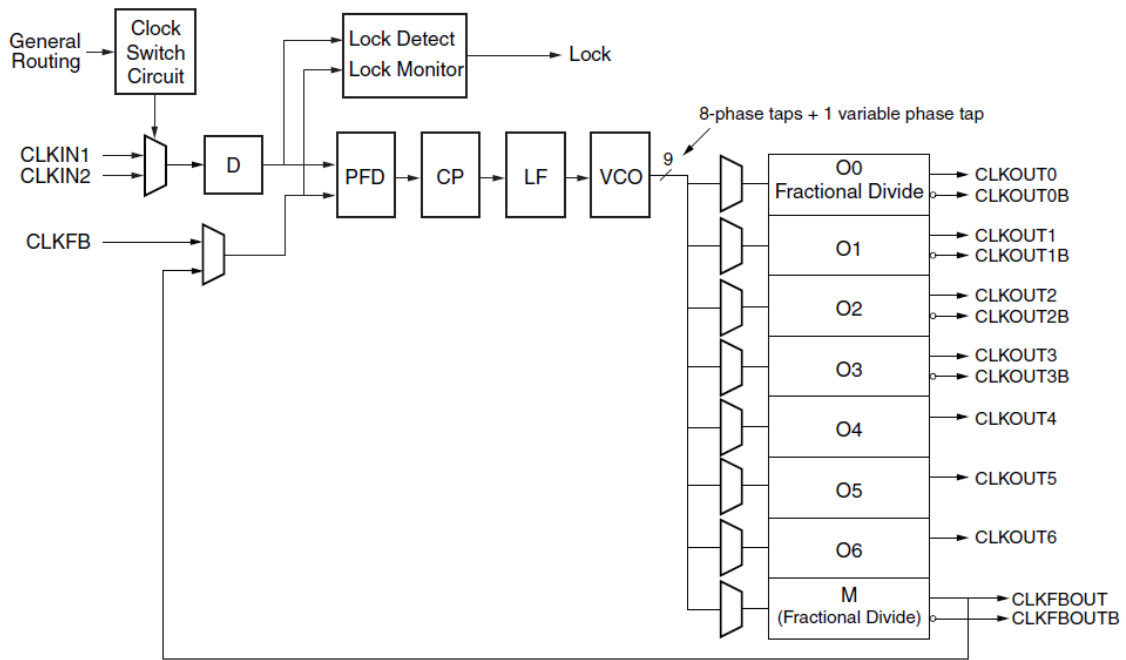 General
Routing
Clock
Switch
Circuit
Lock Detect
Lock Monitor
Lock
8-phase taps + 1 variable phase tap
CLKIN1
CLKIN2
D
PFD
CP
LF
VCO
9
CLKFB
O0
Fractional Divide
CLKOUT0
CLKOUT0B
O1
CLKOUT1
CLKOUT1B
O2
CLKOUT2
CLKOUT2B
O3
CLKOUT3
CLKOUT3B
O4
CLKOUT4
O5
CLKOUT5
O6
CLKOUT6
M
(Fractional Divide)
CLKFBOUT
CLKFBOUTB